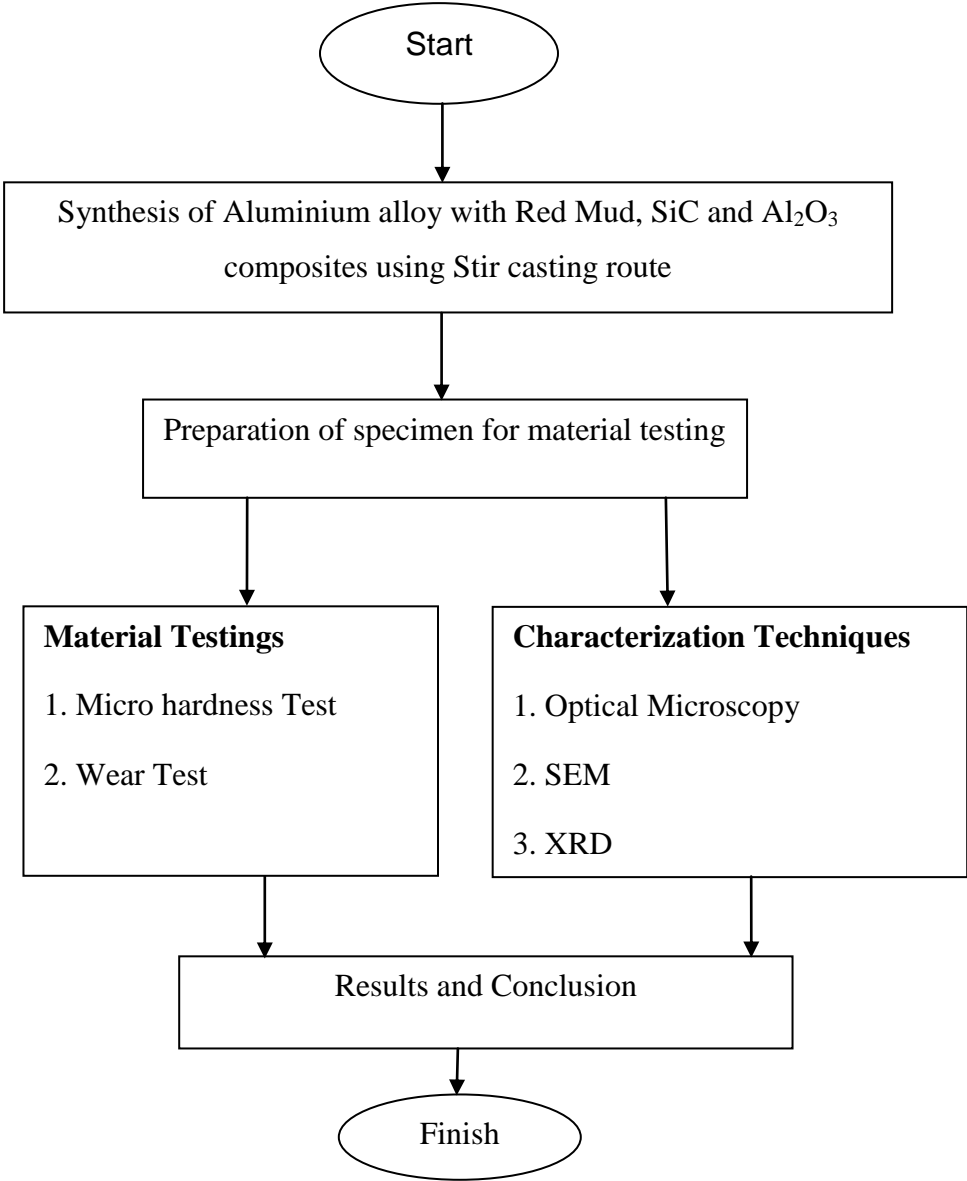 Start
Synthesis of Aluminium alloy with Red Mud, SiC and Al₂O₃
composites using Stir casting route
Preparation of specimen for material testing
Material Testings
1. Micro hardness Test
2. Wear Test
Characterization Techniques
1. Optical Microscopy
2. SEM
3. XRD
Results and Conclusion
Finish